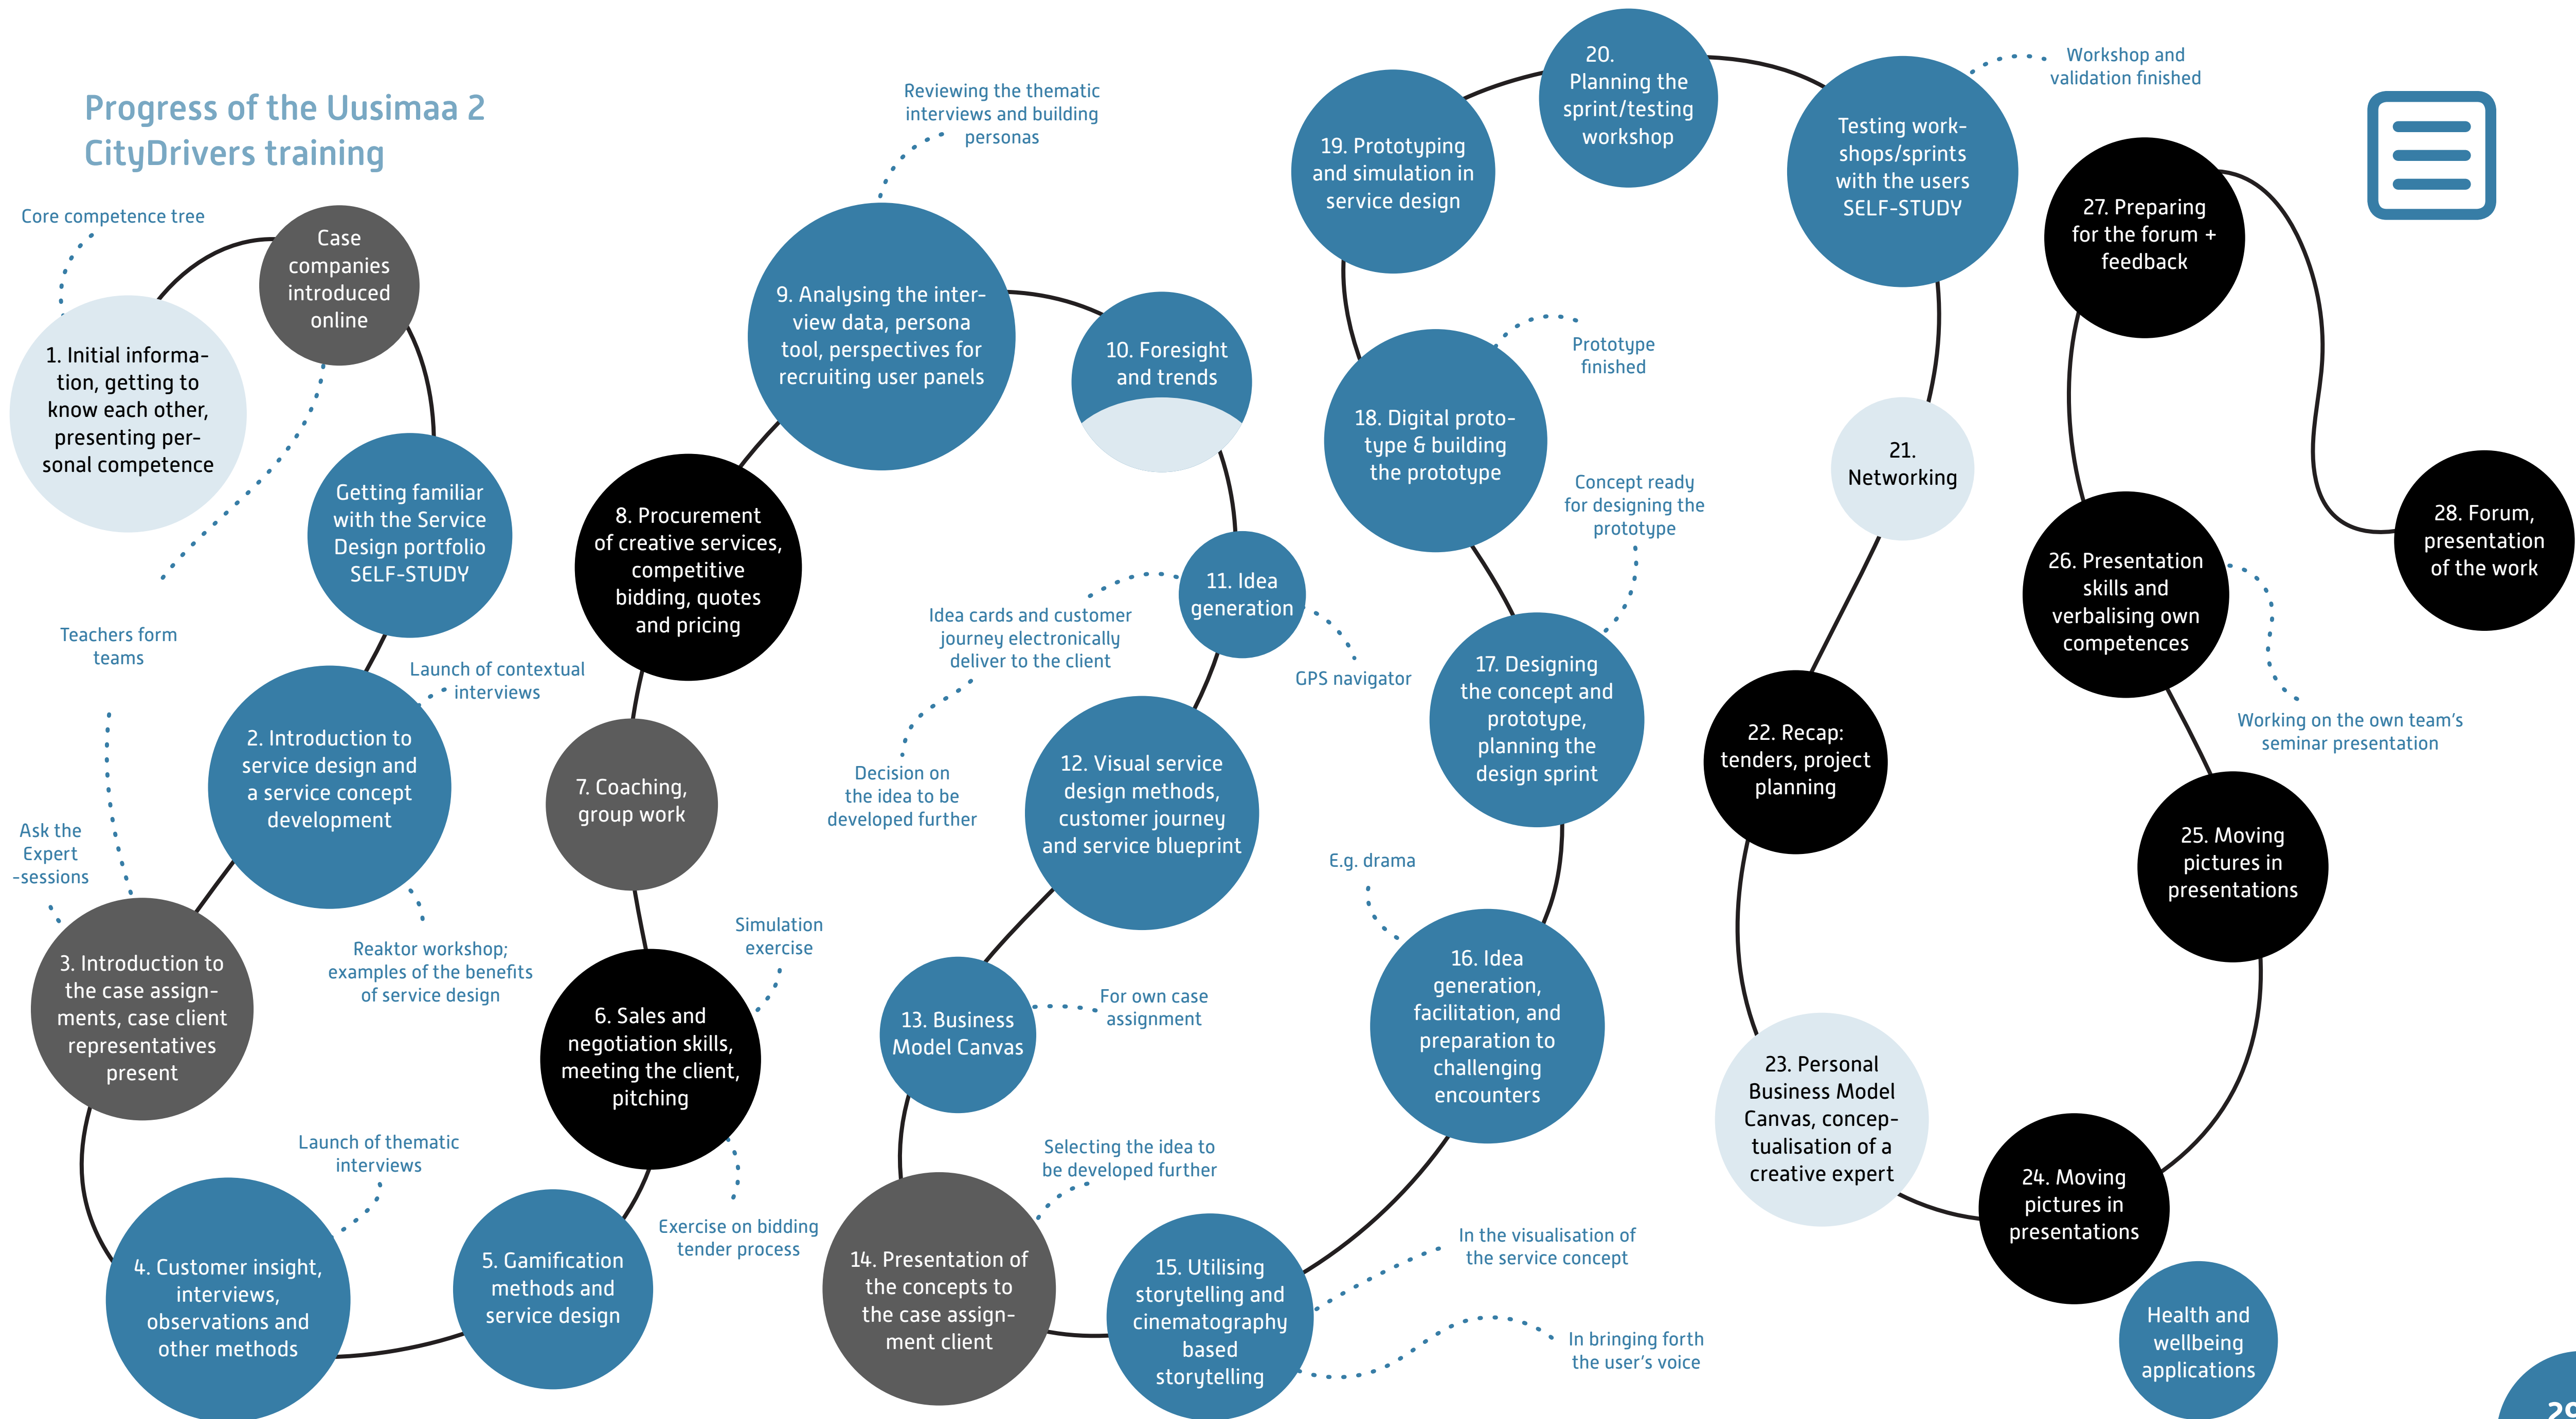 Progress of the Uusimaa 2
CityDrivers training
Core competence tree
1. Initial informa-
tion, getting to
know each other,
presenting per-
sonal competence
Case
companies
introduced
online
Teachers form
teams
Getting familiar
with the Service
Design portfolio
SELF-STUDY
Launch of contextual
interviews
2. Introduction to
service design and
a service concept
development
Reaktor workshop;
examples of the benefits
of service design
Ask the
Expert
-sessions
3. Introduction to
the case assign-
ments, case client
representatives
present
Launch of thematic
interviews
4. Customer insight,
interviews,
observations and
other methods
5. Gamification
methods and
service design
Simulation
exercise
6. Sales and
negotiation skills,
meeting the client,
pitching
Exercise on bidding
tender process
7. Coaching,
group work
8. Procurement
of creative services,
competitive
bidding, quotes
and pricing
Reviewing the thematic
interviews and building
personas
9. Analysing the inter-
view data, persona
tool, perspectives for
recruiting user panels
10. Foresight
and trends
11. Idea
generation
Idea cards and customer
journey electronically
deliver to the client
Decision on
the idea to be
developed further
GPS navigator
12. Visual service
design methods,
customer journey
and service blueprint
13. Business
Model Canvas
For own case
assignment
Selecting the idea to
be developed further
14. Presentation of
the concepts to
the case assign-
ment client
15. Utilising
storytelling and
cinematography
based
storytelling
In the visualisation of
the service concept
In bringing forth
the user's voice
E.g. drama
16. Idea
generation,
facilitation, and
preparation to
challenging
encounters
17. Designing
the concept and
prototype,
planning the
design sprint
Concept ready
for designing the
prototype
18. Digital proto-
type & building
the prototype
Prototype
finished
19. Prototyping
and simulation in
service design
20.
Planning the
sprint/testing
workshop
Testing work-
shops/sprints
with the users
SELF-STUDY
Workshop and
validation finished
21.
Networking
22. Recap:
tenders, project
planning
23. Personal
Business Model
Canvas, concep-
tualisation of a
creative expert
24. Moving
pictures in
presentations
Health and
wellbeing
applications
25. Moving
pictures in
presentations
26. Presentation
skills and
verbalising own
competences
Working on the own team's
seminar presentation
27. Preparing
for the forum +
feedback
28. Forum,
presentation
of the work